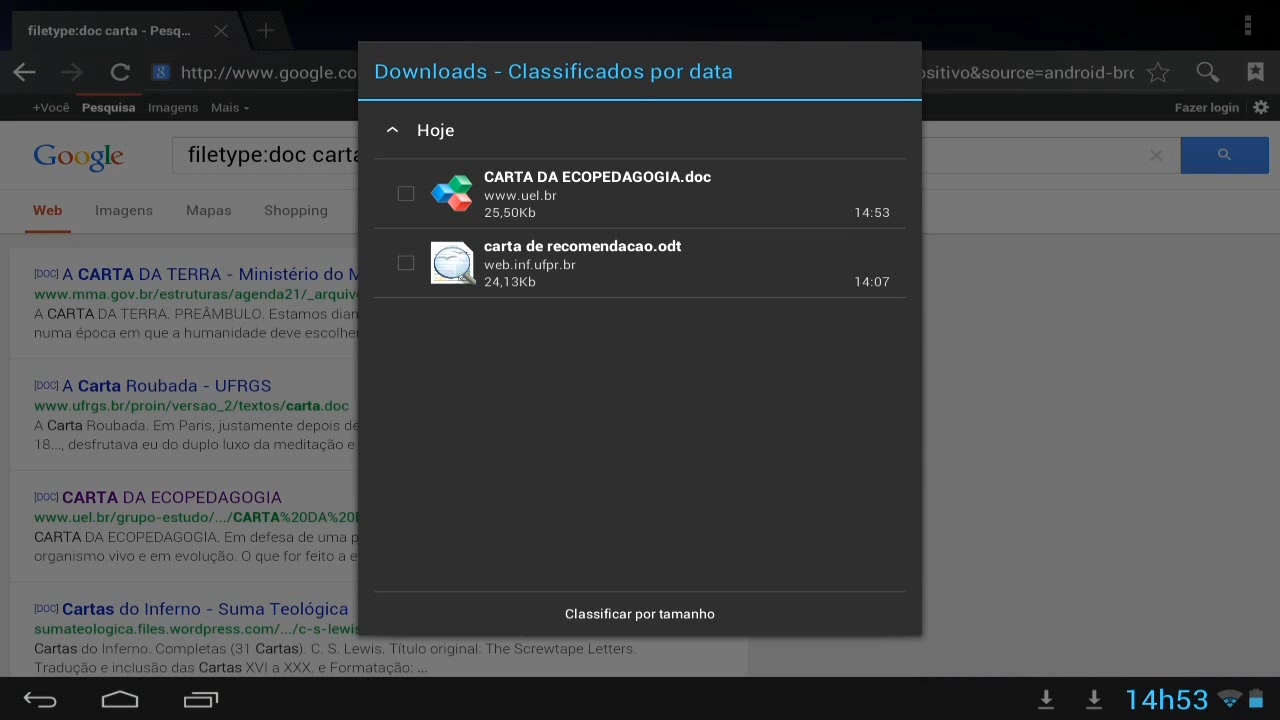 filetype:doc carta - Pesq...
http://www.google.co
ositivo&source=android-brc
+Você Pesquisa Imagens Mais
Fazer login
Google
filetype:doc carta
Web Imagens Mapas Shopping
Downloads - Classificados por data
Hoje
CARTA DA ECOPEDAGOGIA.doc
www.uel.br
25,50Kb 14:53
carta de recomendacao.odt
web.inf.ufpr.br
24,13Kb 14:07
Classificar por tamanho
[DOC] A CARTA DA TERRA - Ministério do M
www.mma.gov.br/estruturas/agenda21/_arquivo
A CARTA DA TERRA. PREÂMBULO. Estamos dian
numa época em que a humanidade deve escolhe
[DOC] A Carta Roubada - UFRGS
www.ufrgs.br/proin/versao_2/textos/carta.doc
A Carta Roubada. Em Paris, justamente depois de
18..., desfrutava eu do duplo luxo da meditação e
[DOC] CARTA DA ECOPEDAGOGIA
www.uel.br/grupo-estudo/.../CARTA%20DA%20
CARTA DA ECOPEDAGOGIA. Em defesa de uma p
organismo vivo e em evolução. O que for feito a e
[DOC] Cartas do Inferno - Suma Teológica
sumateologica.files.wordpress.com/.../c-s-lewis
Cartas do Inferno. Completas (31 Cartas). C. S. Lewis. Título original: The Screwtape Letters.
Tradução e inclusão das Cartas XVI a XXX. e Formatação: ...
14h53